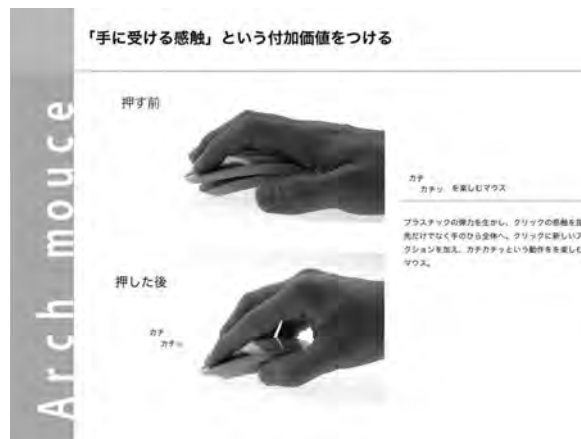 「手に受ける感触」という付加価値をつける
Arch mouce
押す前
カチ
カチッ を楽しむマウス
プラスチックの弾力を生かし、クリックの感触を
先だけでなく手のひら全体へ。クリックに新しいア
クションを加え、カチカチッという動作をを楽しむ
マウス。
押した後
カチ
カチッ